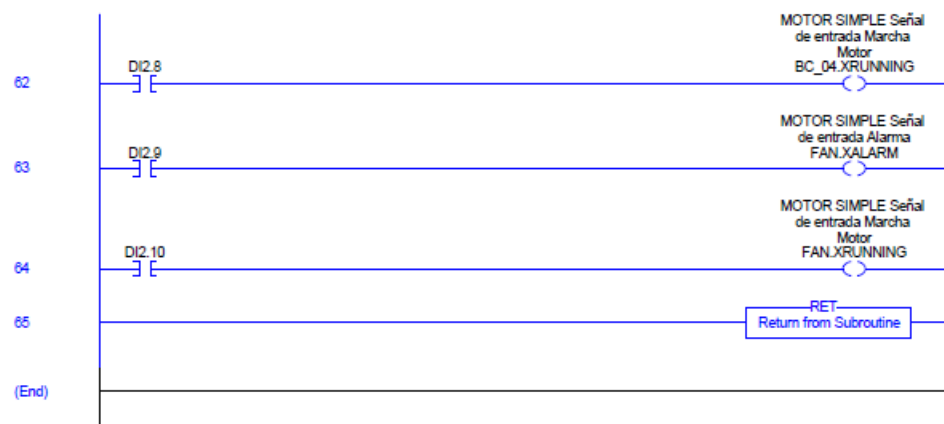 MOTOR SIMPLE Señal
de entrada Marcha
Motor
BC_04.XRUNNING
62
DI2.8
MOTOR SIMPLE Señal
de entrada Alarma
FAN.XALARM
63
DI2.9
MOTOR SIMPLE Señal
de entrada Marcha
Motor
FAN.XRUNNING
64
DI2.10
65
RET
Return from Subroutine
(End)